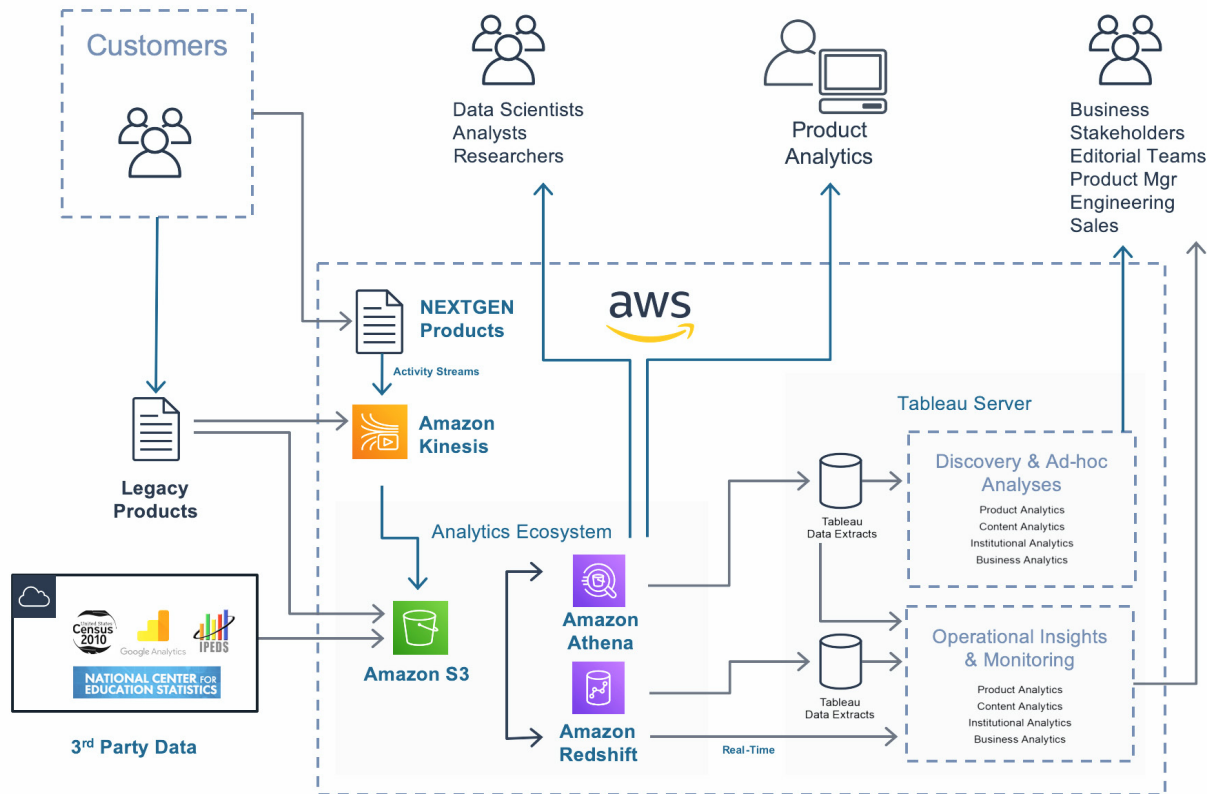 Customers
Data Scientists
Analysts
Researchers
Product
Analytics
Business
Stakeholders
Editorial Teams
Product Mgr
Engineering
Sales
aws
NEXTGEN
Products
Activity Streams
Amazon
Kinesis
Legacy
Products
Tableau Server
Discovery & Ad-hoc
Analyses
Product Analytics
Content Analytics
Institutional Analytics
Business Analytics
Tableau
Data Extracts
Analytics Ecosystem
Amazon
Athena
Amazon S3
Amazon
Redshift
Real-Time
Tableau
Data Extracts
Operational Insights
& Monitoring
Product Analytics
Content Analytics
Institutional Analytics
Business Analytics
United States
Census
2010
Google Analytics
IPEDS
NATIONAL CENTER FOR
EDUCATION STATISTICS
3rd Party Data